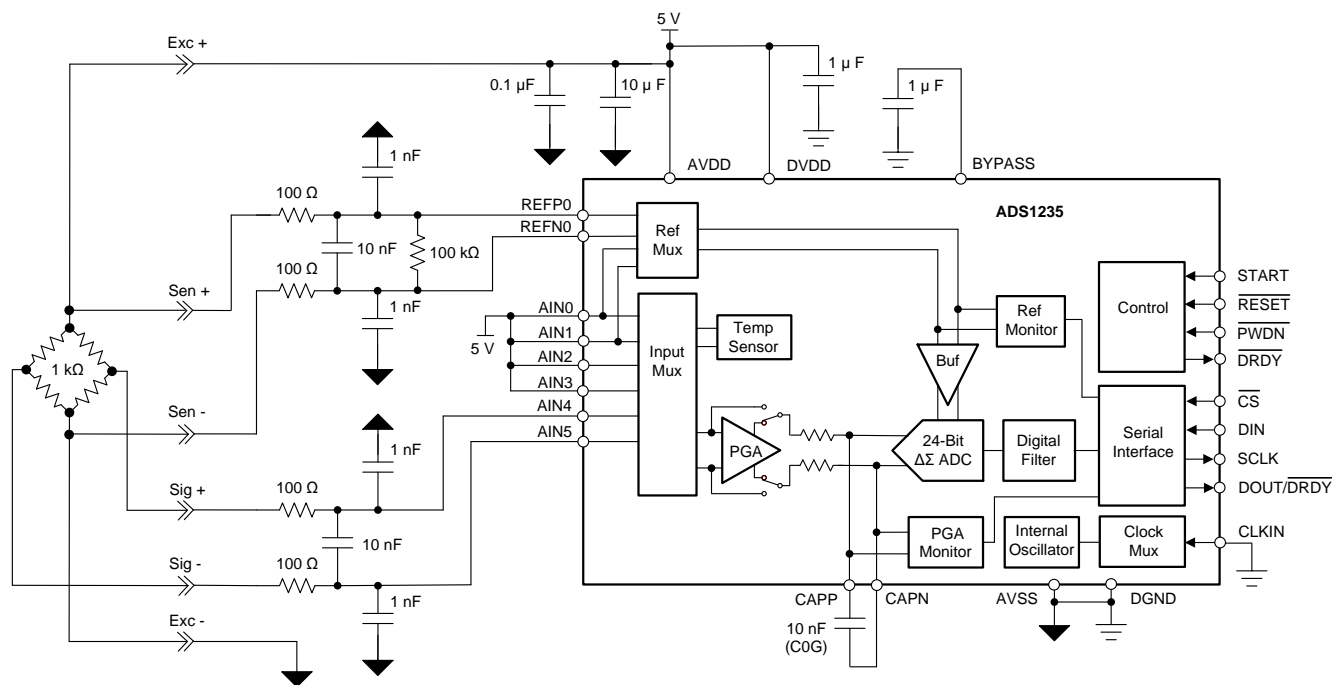 5 V
Exc +
0.1 µF
10 µ F
1 µ F
1 µ F
AVDD
DVDD
BYPASS
1 nF
ADS1235
100 Ω
REFP0
REFN0
Ref
Mux
10 nF
100 kΩ
100 Ω
Sen +
1 nF
START
RESET
PWDN
DRDY
Control
Ref
Monitor
AIN0
AIN1
AIN2
AIN3
AIN4
AIN5
5 V
Input
Mux
Temp
Sensor
Buf
1 kΩ
Sen -
CS
DIN
SCLK
DOUT/DRDY
PGA
24-Bit
ΔΣ ADC
Digital
Filter
Serial
Interface
1 nF
Sig +
100 Ω
10 nF
PGA
Monitor
Internal
Oscillator
Clock
Mux
CLKIN
Sig -
100 Ω
1 nF
CAPP
CAPN
AVSS
DGND
Exc -
10 nF
(C0G)